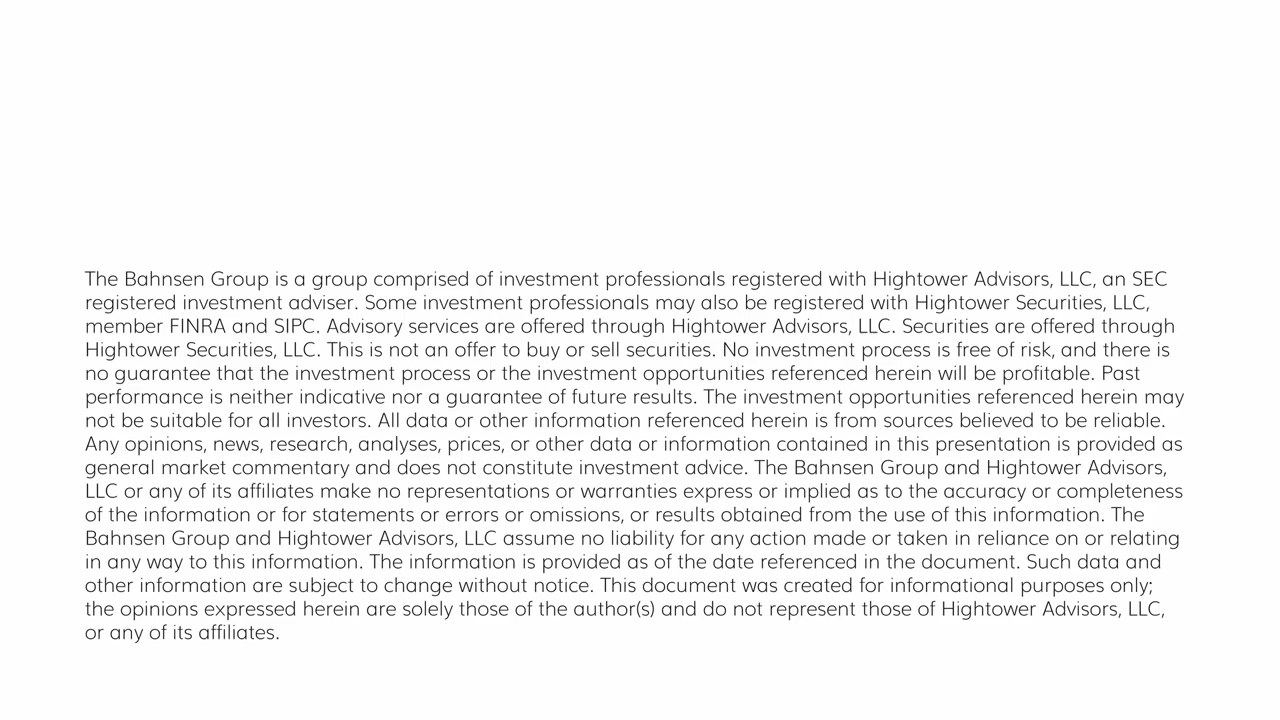 The Bahnsen Group is a group comprised of investment professionals registered with Hightower Advisors, LLC, an SEC
registered investment adviser. Some investment professionals may also be registered with Hightower Securities, LLC,
member FINRA and SIPC. Advisory services are offered through Hightower Advisors, LLC. Securities are offered through
Hightower Securities, LLC. This is not an offer to buy or sell securities. No investment process is free of risk, and there is
no guarantee that the investment process or the investment opportunities referenced herein will be profitable. Past
performance is neither indicative nor a guarantee of future results. The investment opportunities referenced herein may
not be suitable for all investors. All data or other information referenced herein is from sources believed to be reliable.
Any opinions, news, research, analyses, prices, or other data or information contained in this presentation is provided as
general market commentary and does not constitute investment advice. The Bahnsen Group and Hightower Advisors,
LLC or any of its affiliates make no representations or warranties express or implied as to the accuracy or completeness
of the information or for statements or errors or omissions, or results obtained from the use of this information. The
Bahnsen Group and Hightower Advisors, LLC assume no liability for any action made or taken in reliance on or relating
in any way to this information. The information is provided as of the date referenced in the document. Such data and
other information are subject to change without notice. This document was created for informational purposes only;
the opinions expressed herein are solely those of the author(s) and do not represent those of Hightower Advisors, LLC,
or any of its affiliates.